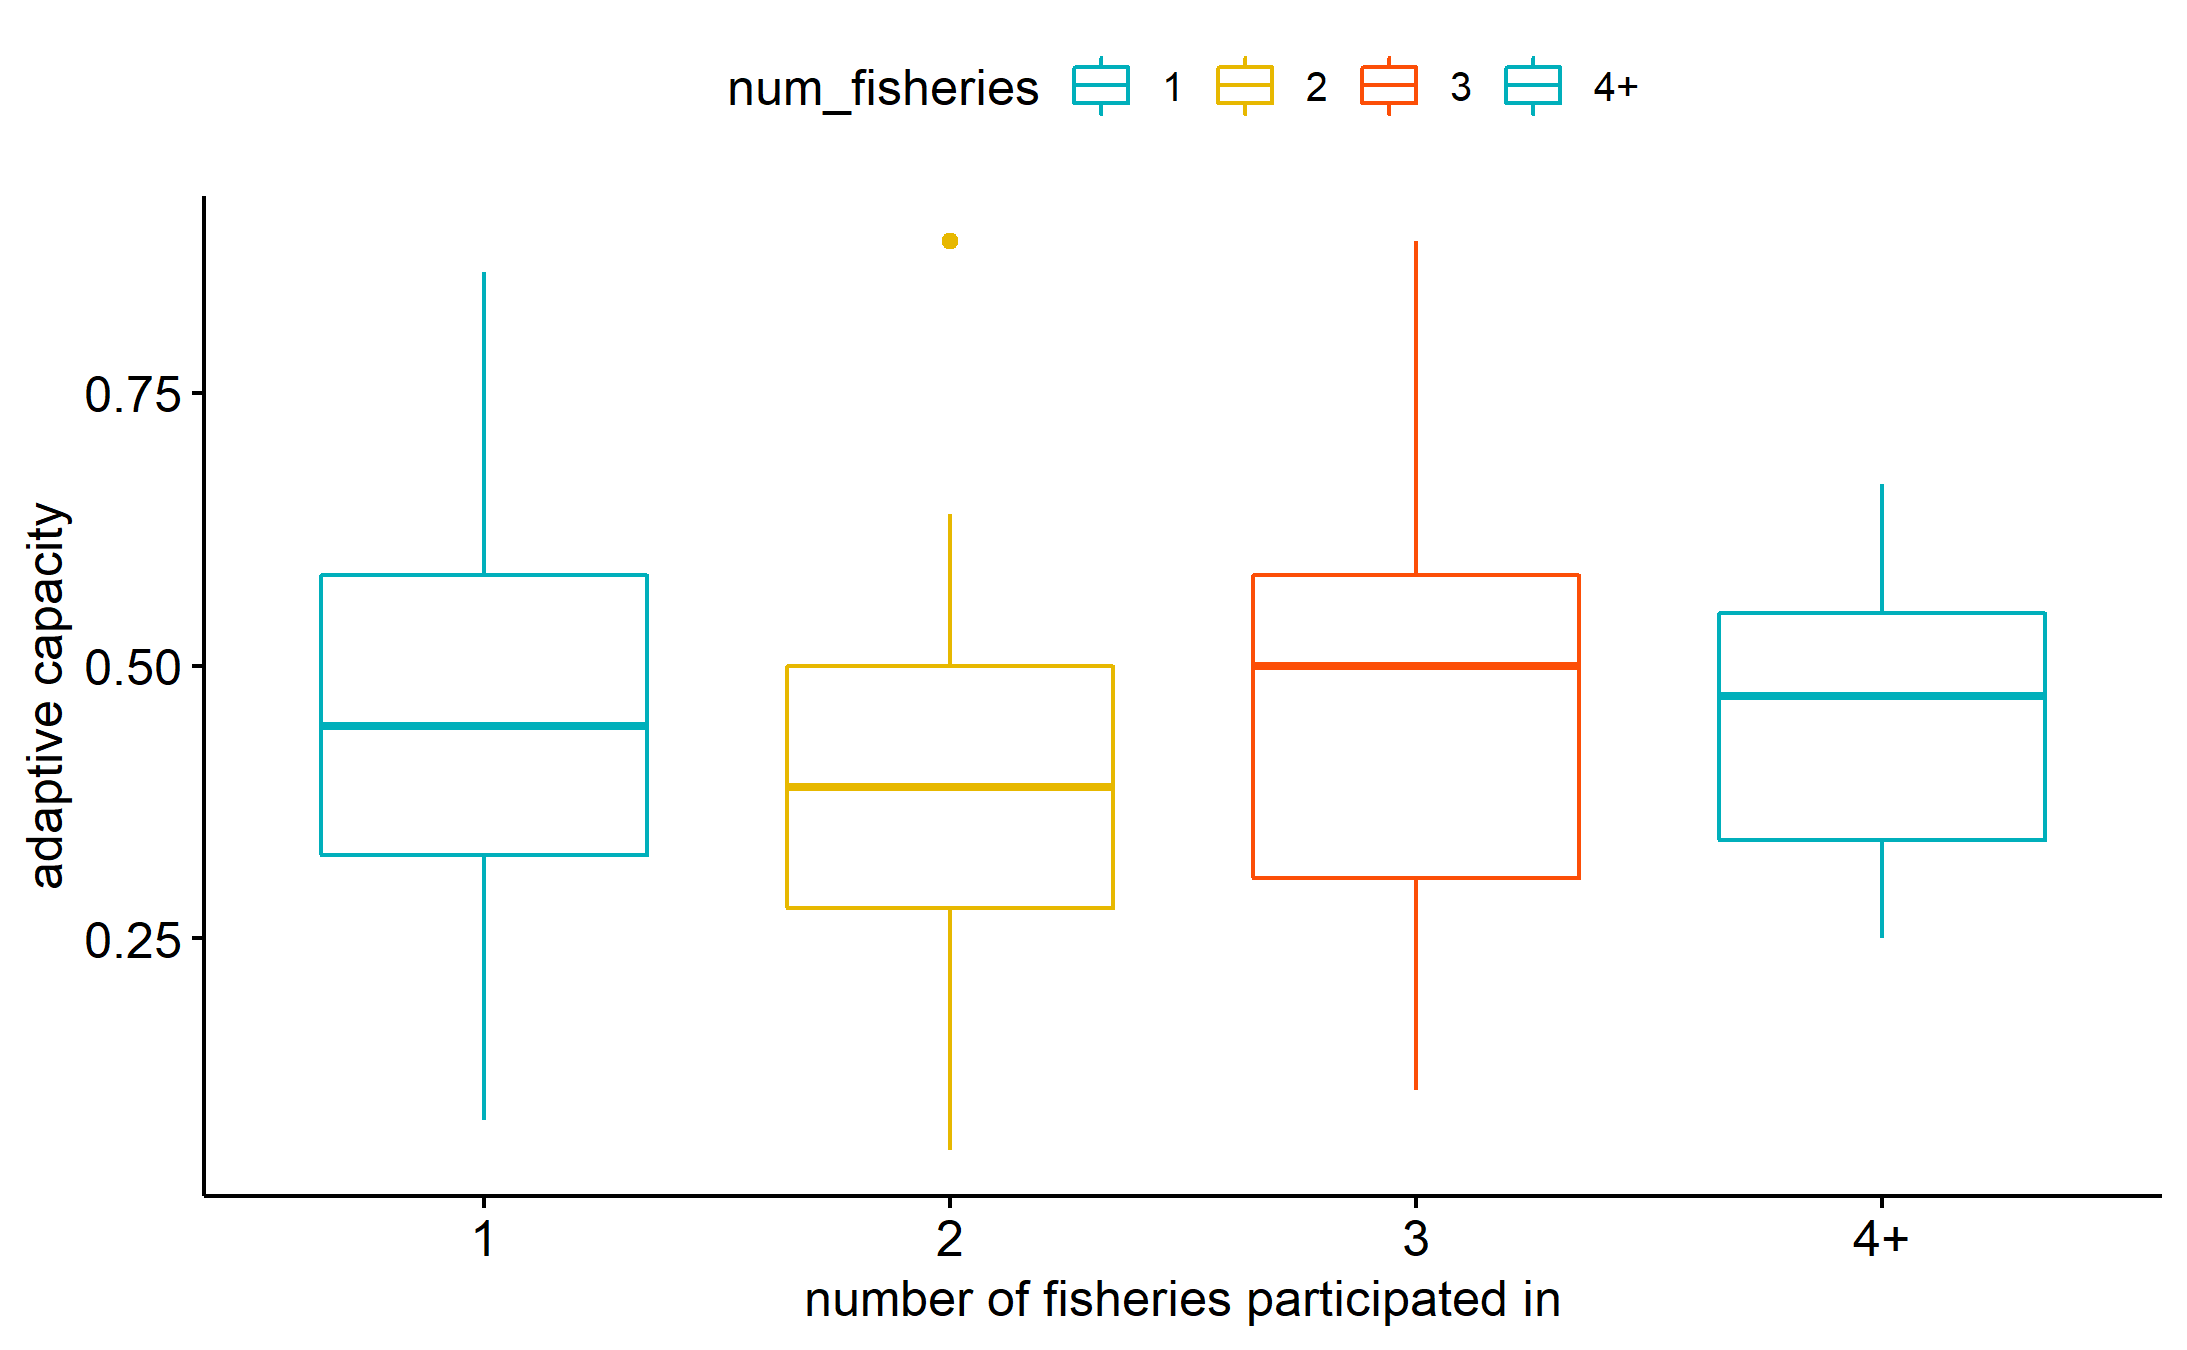 num_fisheries 1 2 3 4+
adaptive capacity
0.75
0.50
0.25
1 2 3 4+
number of fisheries participated in